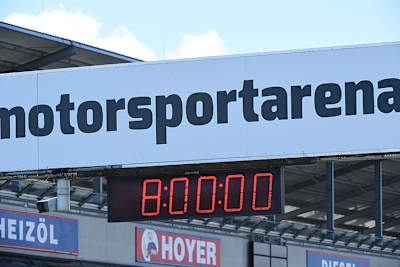 motorsportarena
8:00:00
HEIZÖL
HOYER
DIESEL